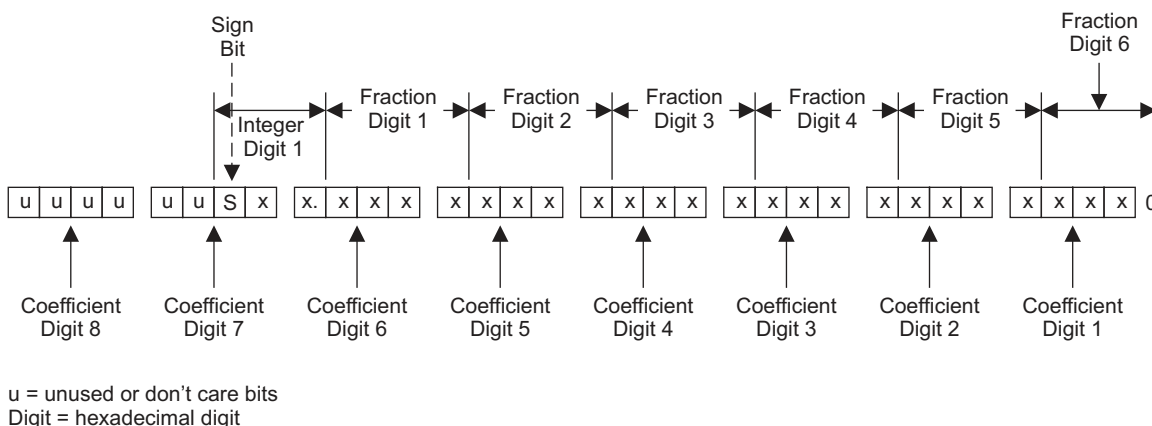 Sign Bit
Fraction Digit 6
Integer Digit 1
Fraction Digit 1
Fraction Digit 2
Fraction Digit 3
Fraction Digit 4
Fraction Digit 5
u u u u u u S x x. x x x x x x x x x x x x x x x x x x x x x x x 0
Coefficient Digit 8
Coefficient Digit 7
Coefficient Digit 6
Coefficient Digit 5
Coefficient Digit 4
Coefficient Digit 3
Coefficient Digit 2
Coefficient Digit 1
u = unused or don’t care bits
Digit = hexadecimal digit